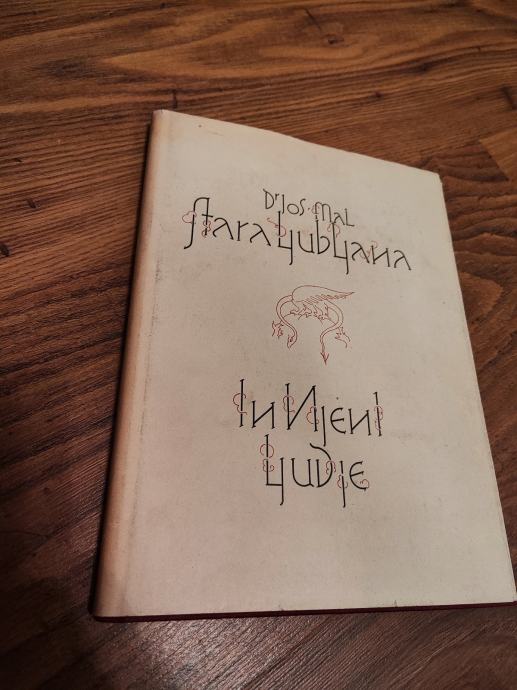 Dr Jos. Mal
Stara Ljubljana
In Njeni
Ljudje